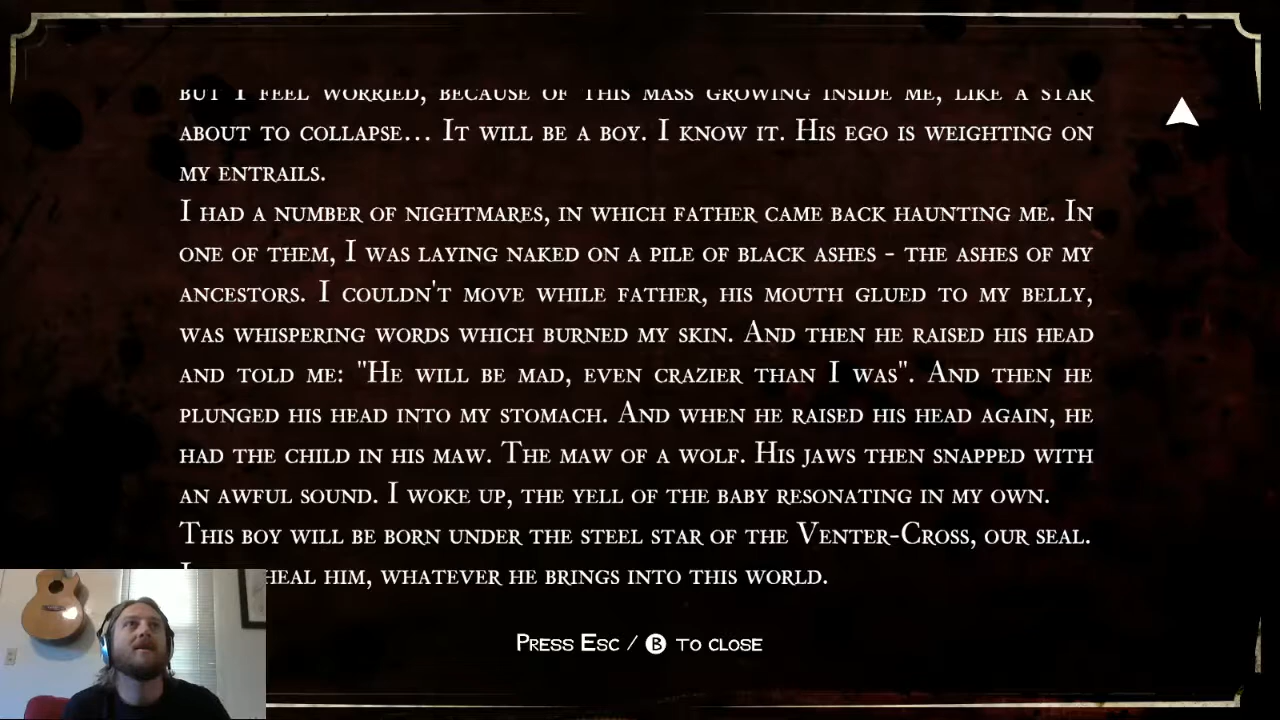 but I feel worried, because of this mass growing inside me, like a star
about to collapse... It will be a boy. I know it. His ego is weighting on
my entrails.
I had a number of nightmares, in which father came back haunting me. In
one of them, I was laying naked on a pile of black ashes - the ashes of my
ancestors. I couldn't move while father, his mouth glued to my belly,
was whispering words which burned my skin. And then he raised his head
and told me: "He will be mad, even crazier than I was". And then he
plunged his head into my stomach. And when he raised his head again, he
had the child in his maw. The maw of a wolf. His jaws then snapped with
an awful sound. I woke up, the yell of the baby resonating in my own.
This boy will be born under the steel star of the Venter-Cross, our seal.
heal him, whatever he brings into this world.
Press Esc / B to close